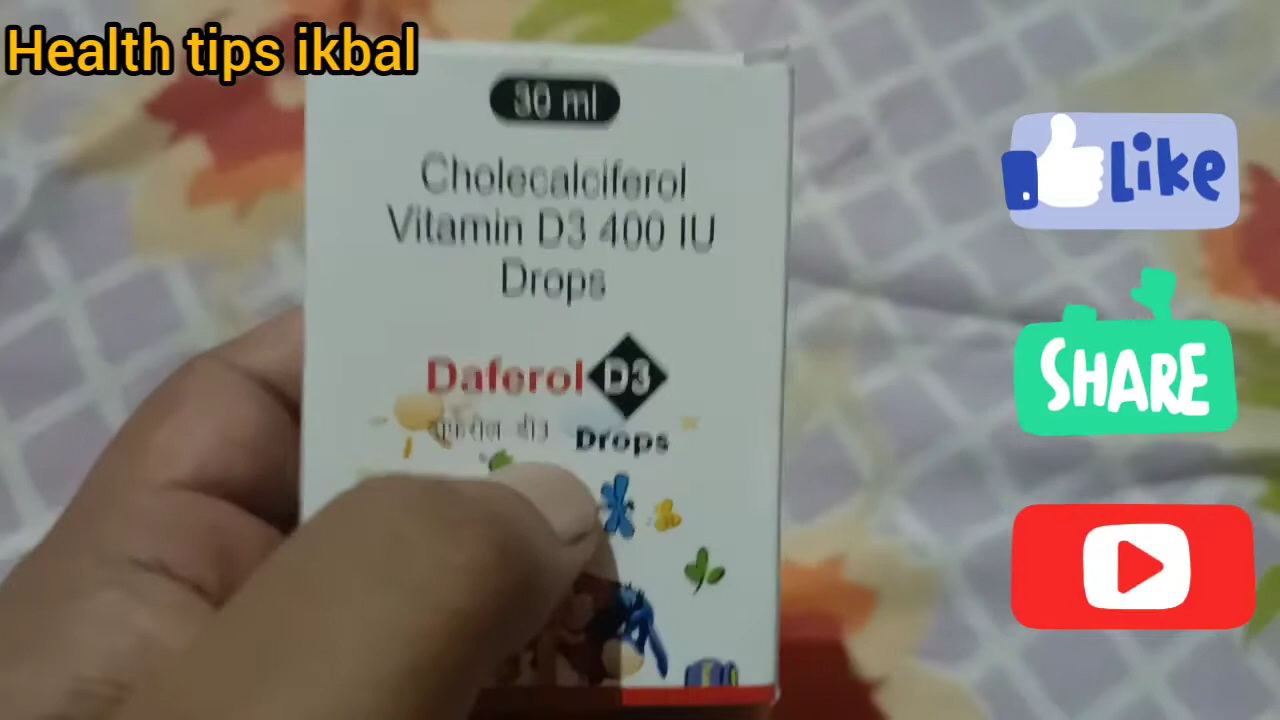 Health tips ikbal
30 ml
Cholecalciferol
Vitamin D3 400 IU
Drops
Daferol D3
Drops
Like
SHARE